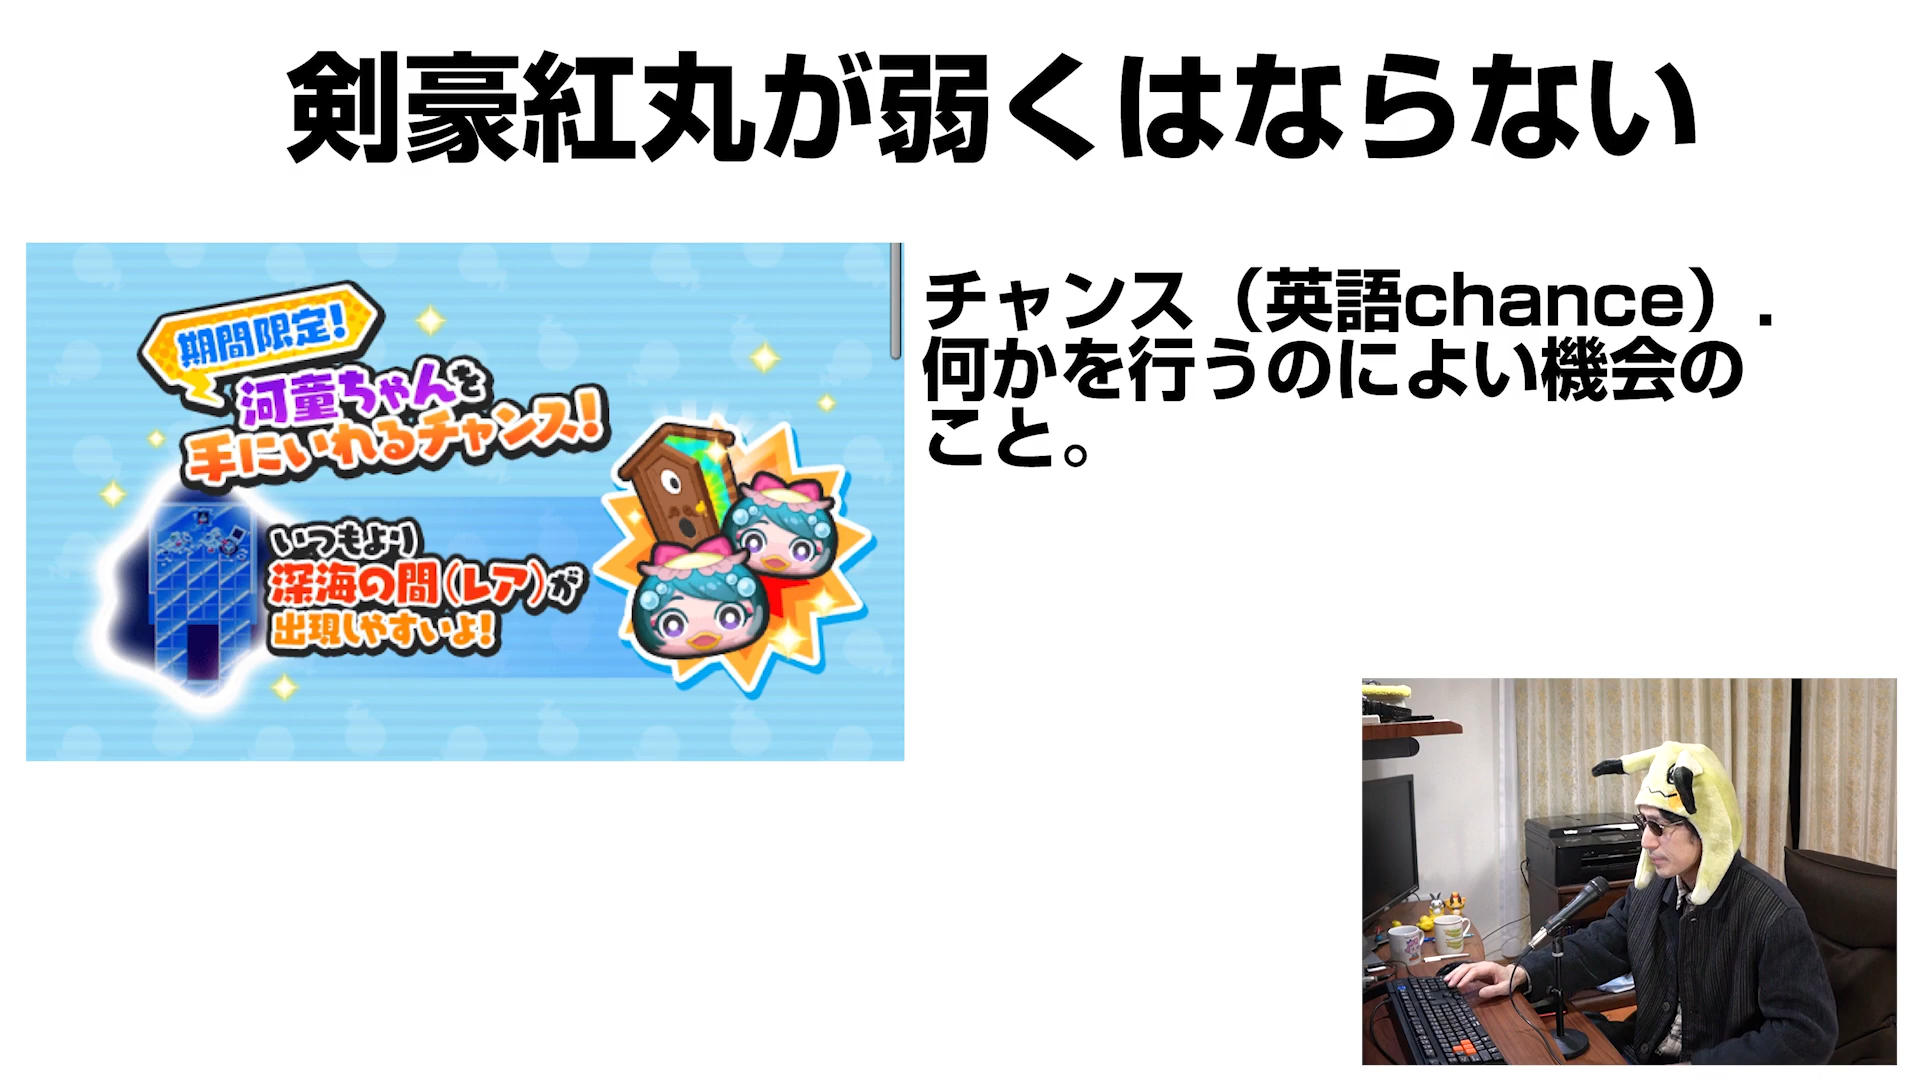 剣豪紅丸が弱くはならない
期間限定!
河童ちゃんを
手にいれるチャンス!
いつもより
深海の間(レア)が
出現しやすいよ!
チャンス（英語chance）.
何かを行うのによい機会の
こと。